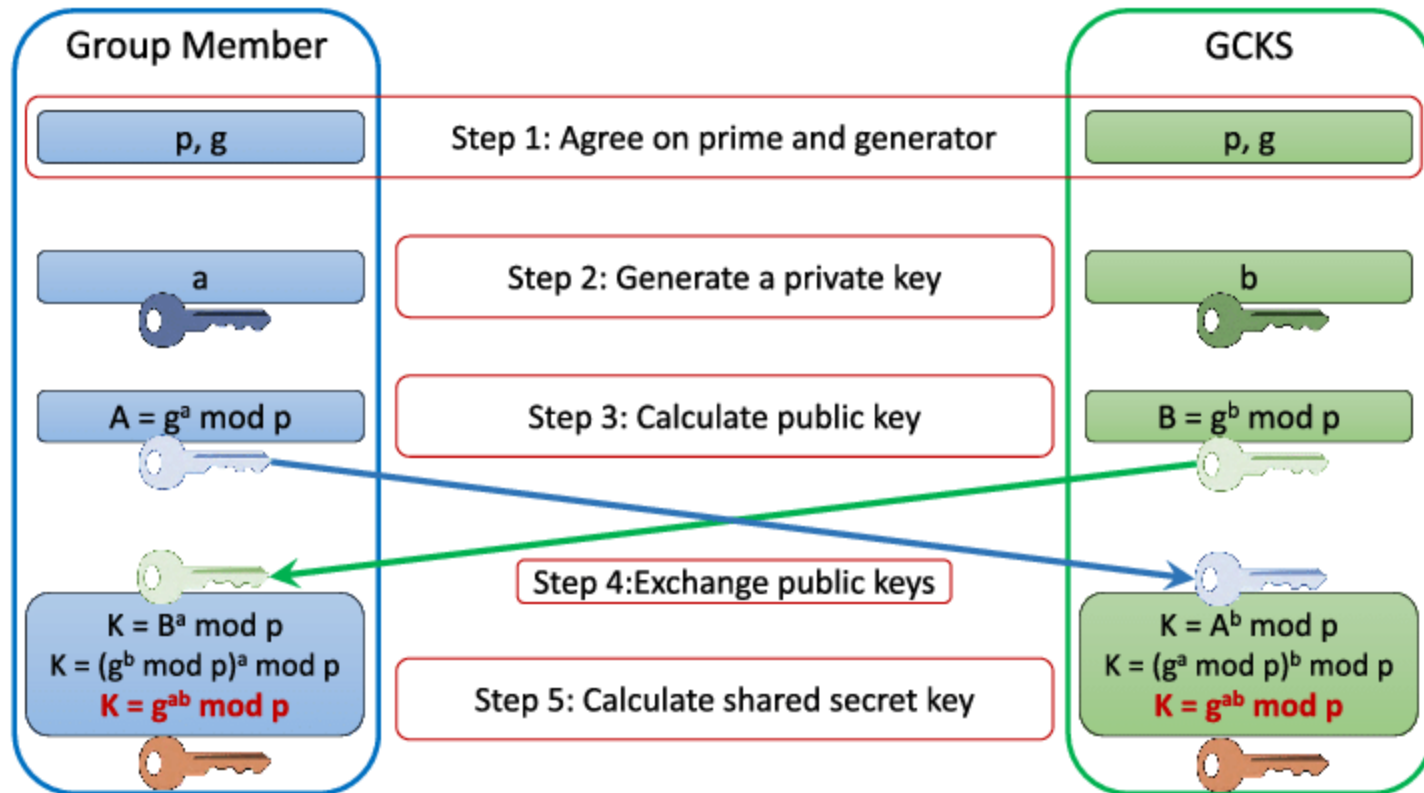 Group Member
GCKS
p, g
Step 1: Agree on prime and generator
p, g
a
Step 2: Generate a private key
b
A = gᵃ mod p
Step 3: Calculate public key
B = gᵇ mod p
Step 4:Exchange public keys
K = Bᵃ mod p
K = (gᵇ mod p)ᵃ mod p
K = gᵃᵇ mod p
Step 5: Calculate shared secret key
K = Aᵇ mod p
K = (gᵃ mod p)ᵇ mod p
K = gᵃᵇ mod p